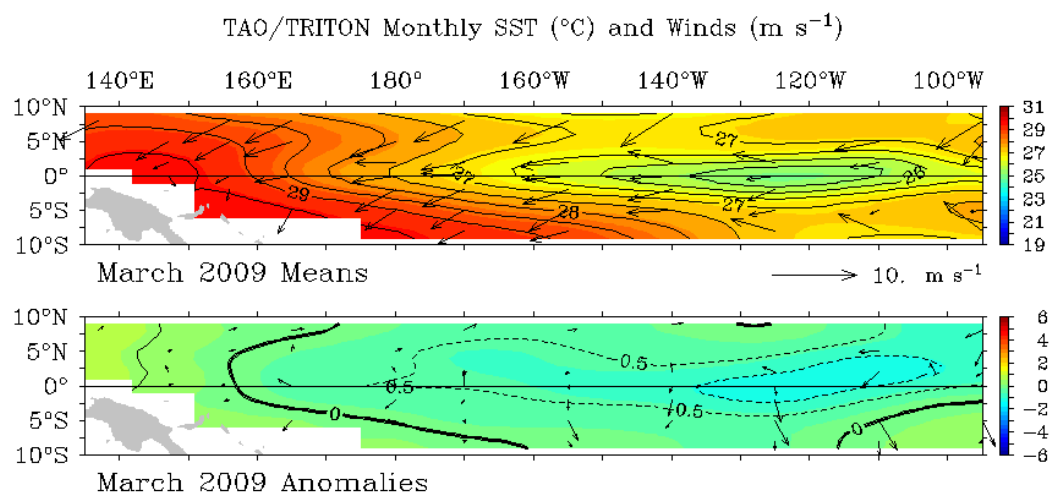 TAO/TRITON Monthly SST (°C) and Winds (m s⁻¹)
140°E 160°E 180° 160°W 140°W 120°W 100°W
10°N
5°N
0°
5°S
10°S
27
27
26
29
28
27
31
29
27
25
23
21
19
March 2009 Means
10. m s⁻¹
10°N
5°N
0°
5°S
10°S
-0.5
-0.5
-0.5
-1
0
0
6
4
2
0
-2
-4
-6
March 2009 Anomalies